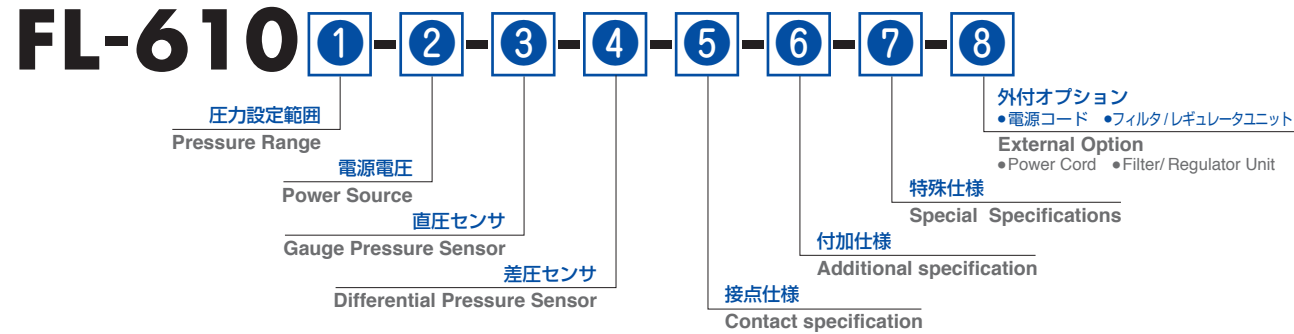 FL-610①-②-③-④-⑤-⑥-⑦-⑧
圧力設定範囲
Pressure Range
電源電圧
Power Source
直圧センサ
Gauge Pressure Sensor
差圧センサ
Differential Pressure Sensor
外付オプション
●電源コード ●フィルタ/レギュレータユニット
External Option
●Power Cord ●Filter/ Regulator Unit
特殊仕様
Special Specifications
付加仕様
Additional specification
接点仕様
Contact specification